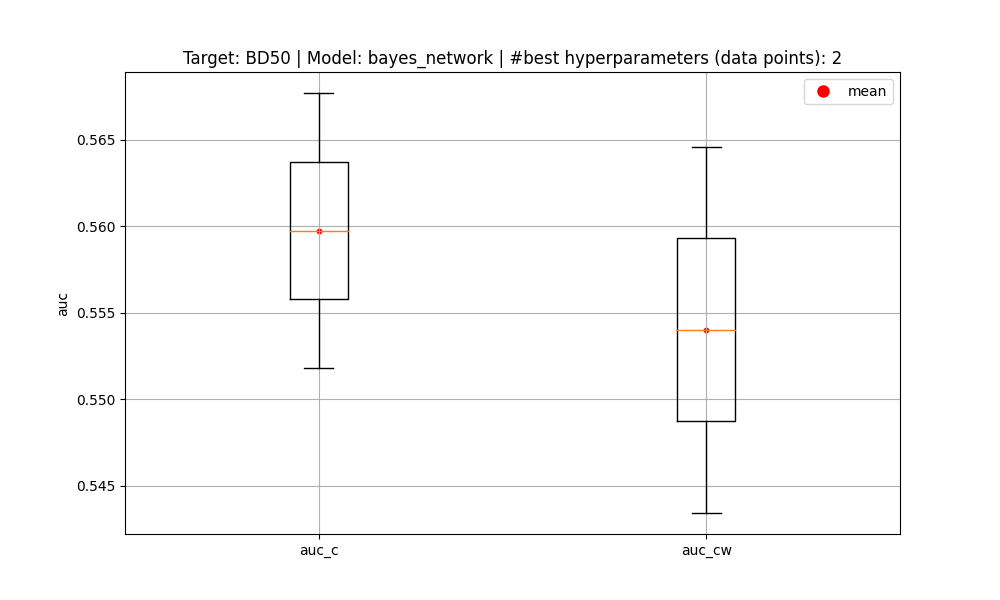 Target: BD50 | Model: bayes_network | #best hyperparameters (data points): 2
mean
0.565
0.560
0.555
0.550
0.545
auc
auc_c
auc_cw